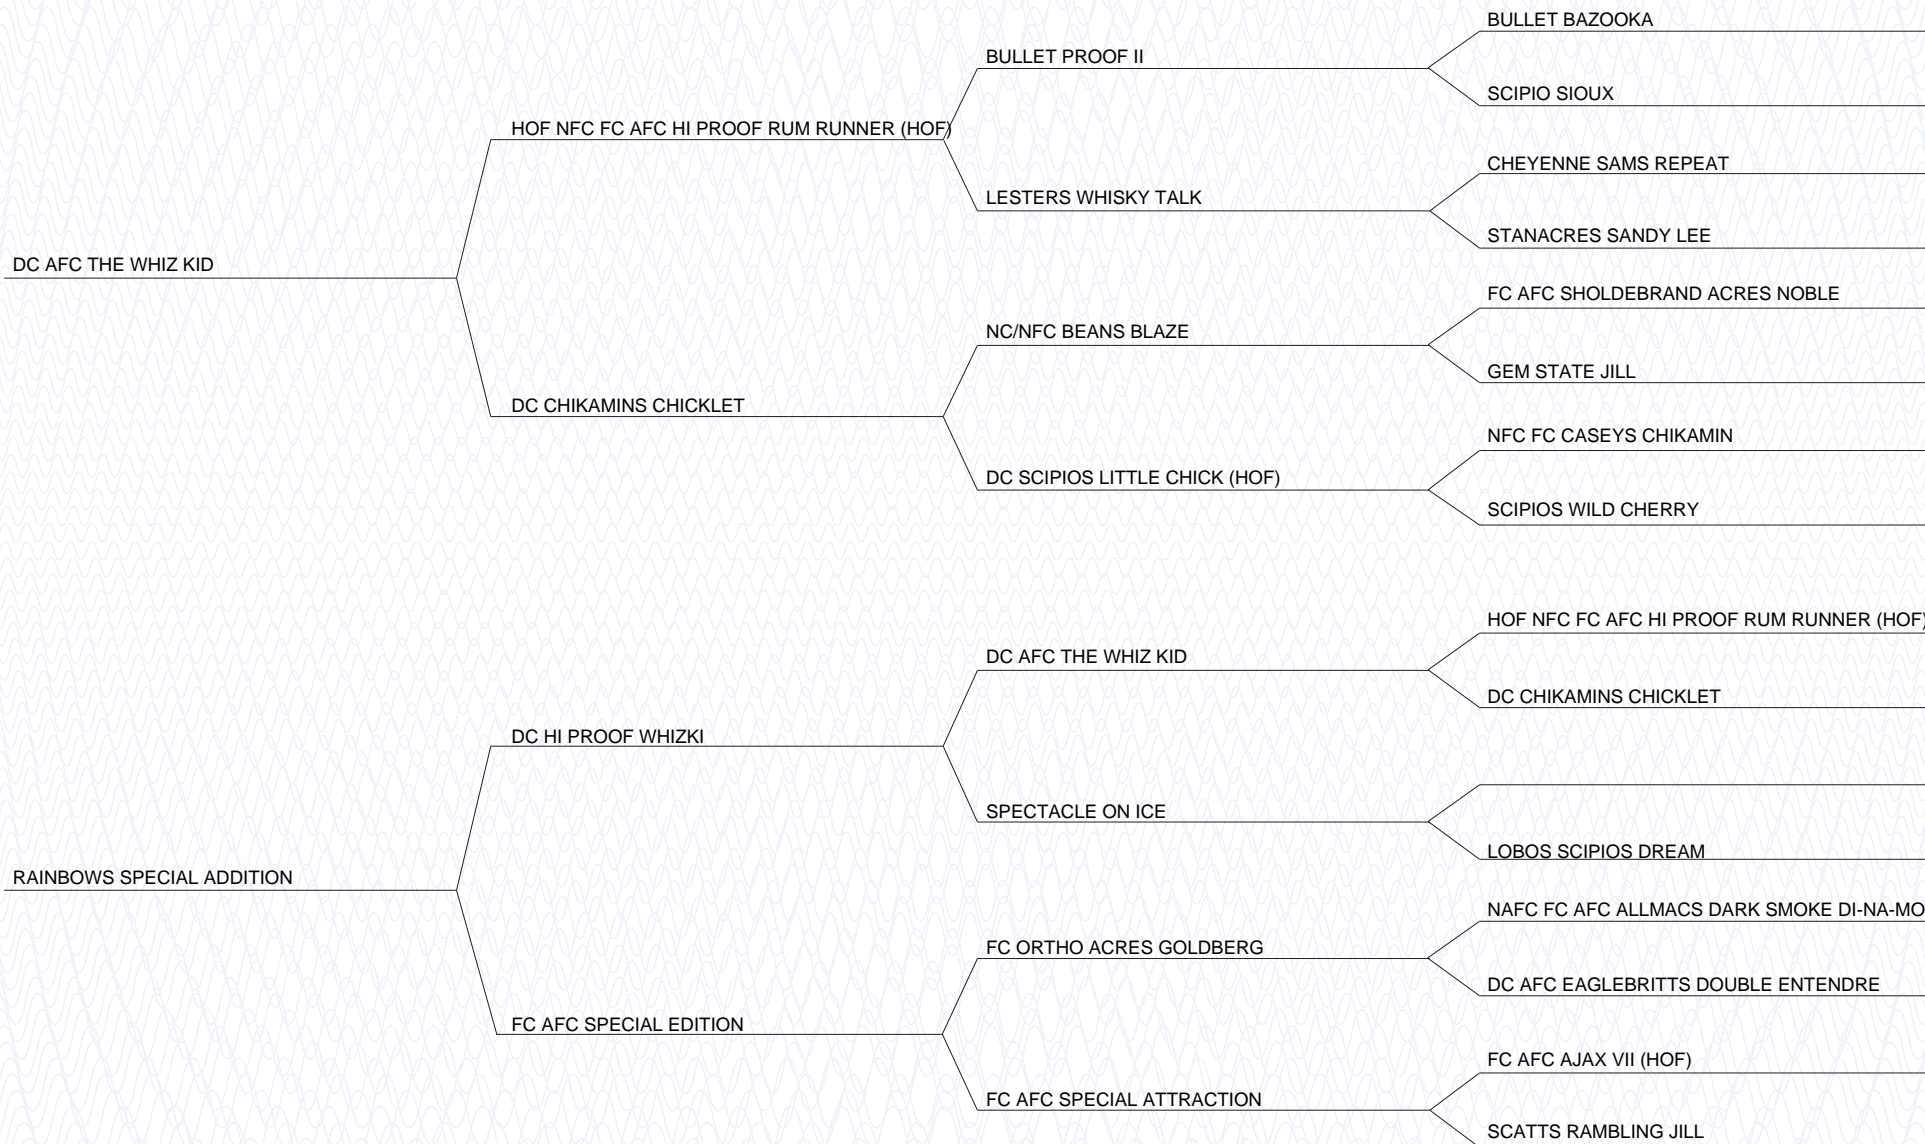 BULLET BAZOOKA
BULLET PROOF II
SCIPIO SIOUX
HOF NFC FC AFC HI PROOF RUM RUNNER (HOF)
CHEYENNE SAMS REPEAT
LESTERS WHISKY TALK
STANACRES SANDY LEE
DC AFC THE WHIZ KID
FC AFC SHOLDEBRAND ACRES NOBLE
NC/NFC BEANS BLAZE
GEM STATE JILL
DC CHIKAMINS CHICKLET
NFC FC CASEYS CHIKAMIN
DC SCIPIOS LITTLE CHICK (HOF)
SCIPIOS WILD CHERRY
HOF NFC FC AFC HI PROOF RUM RUNNER (HOF)
DC AFC THE WHIZ KID
DC CHIKAMINS CHICKLET
DC HI PROOF WHIZKI
SPECTACLE ON ICE
LOBOS SCIPIOS DREAM
RAINBOWS SPECIAL ADDITION
NAFC FC AFC ALLMACS DARK SMOKE DI-NA-MO
FC ORTHO ACRES GOLDBERG
DC AFC EAGLEBRITTS DOUBLE ENTENDRE
FC AFC SPECIAL EDITION
FC AFC AJAX VII (HOF)
FC AFC SPECIAL ATTRACTION
SCATTS RAMBLING JILL